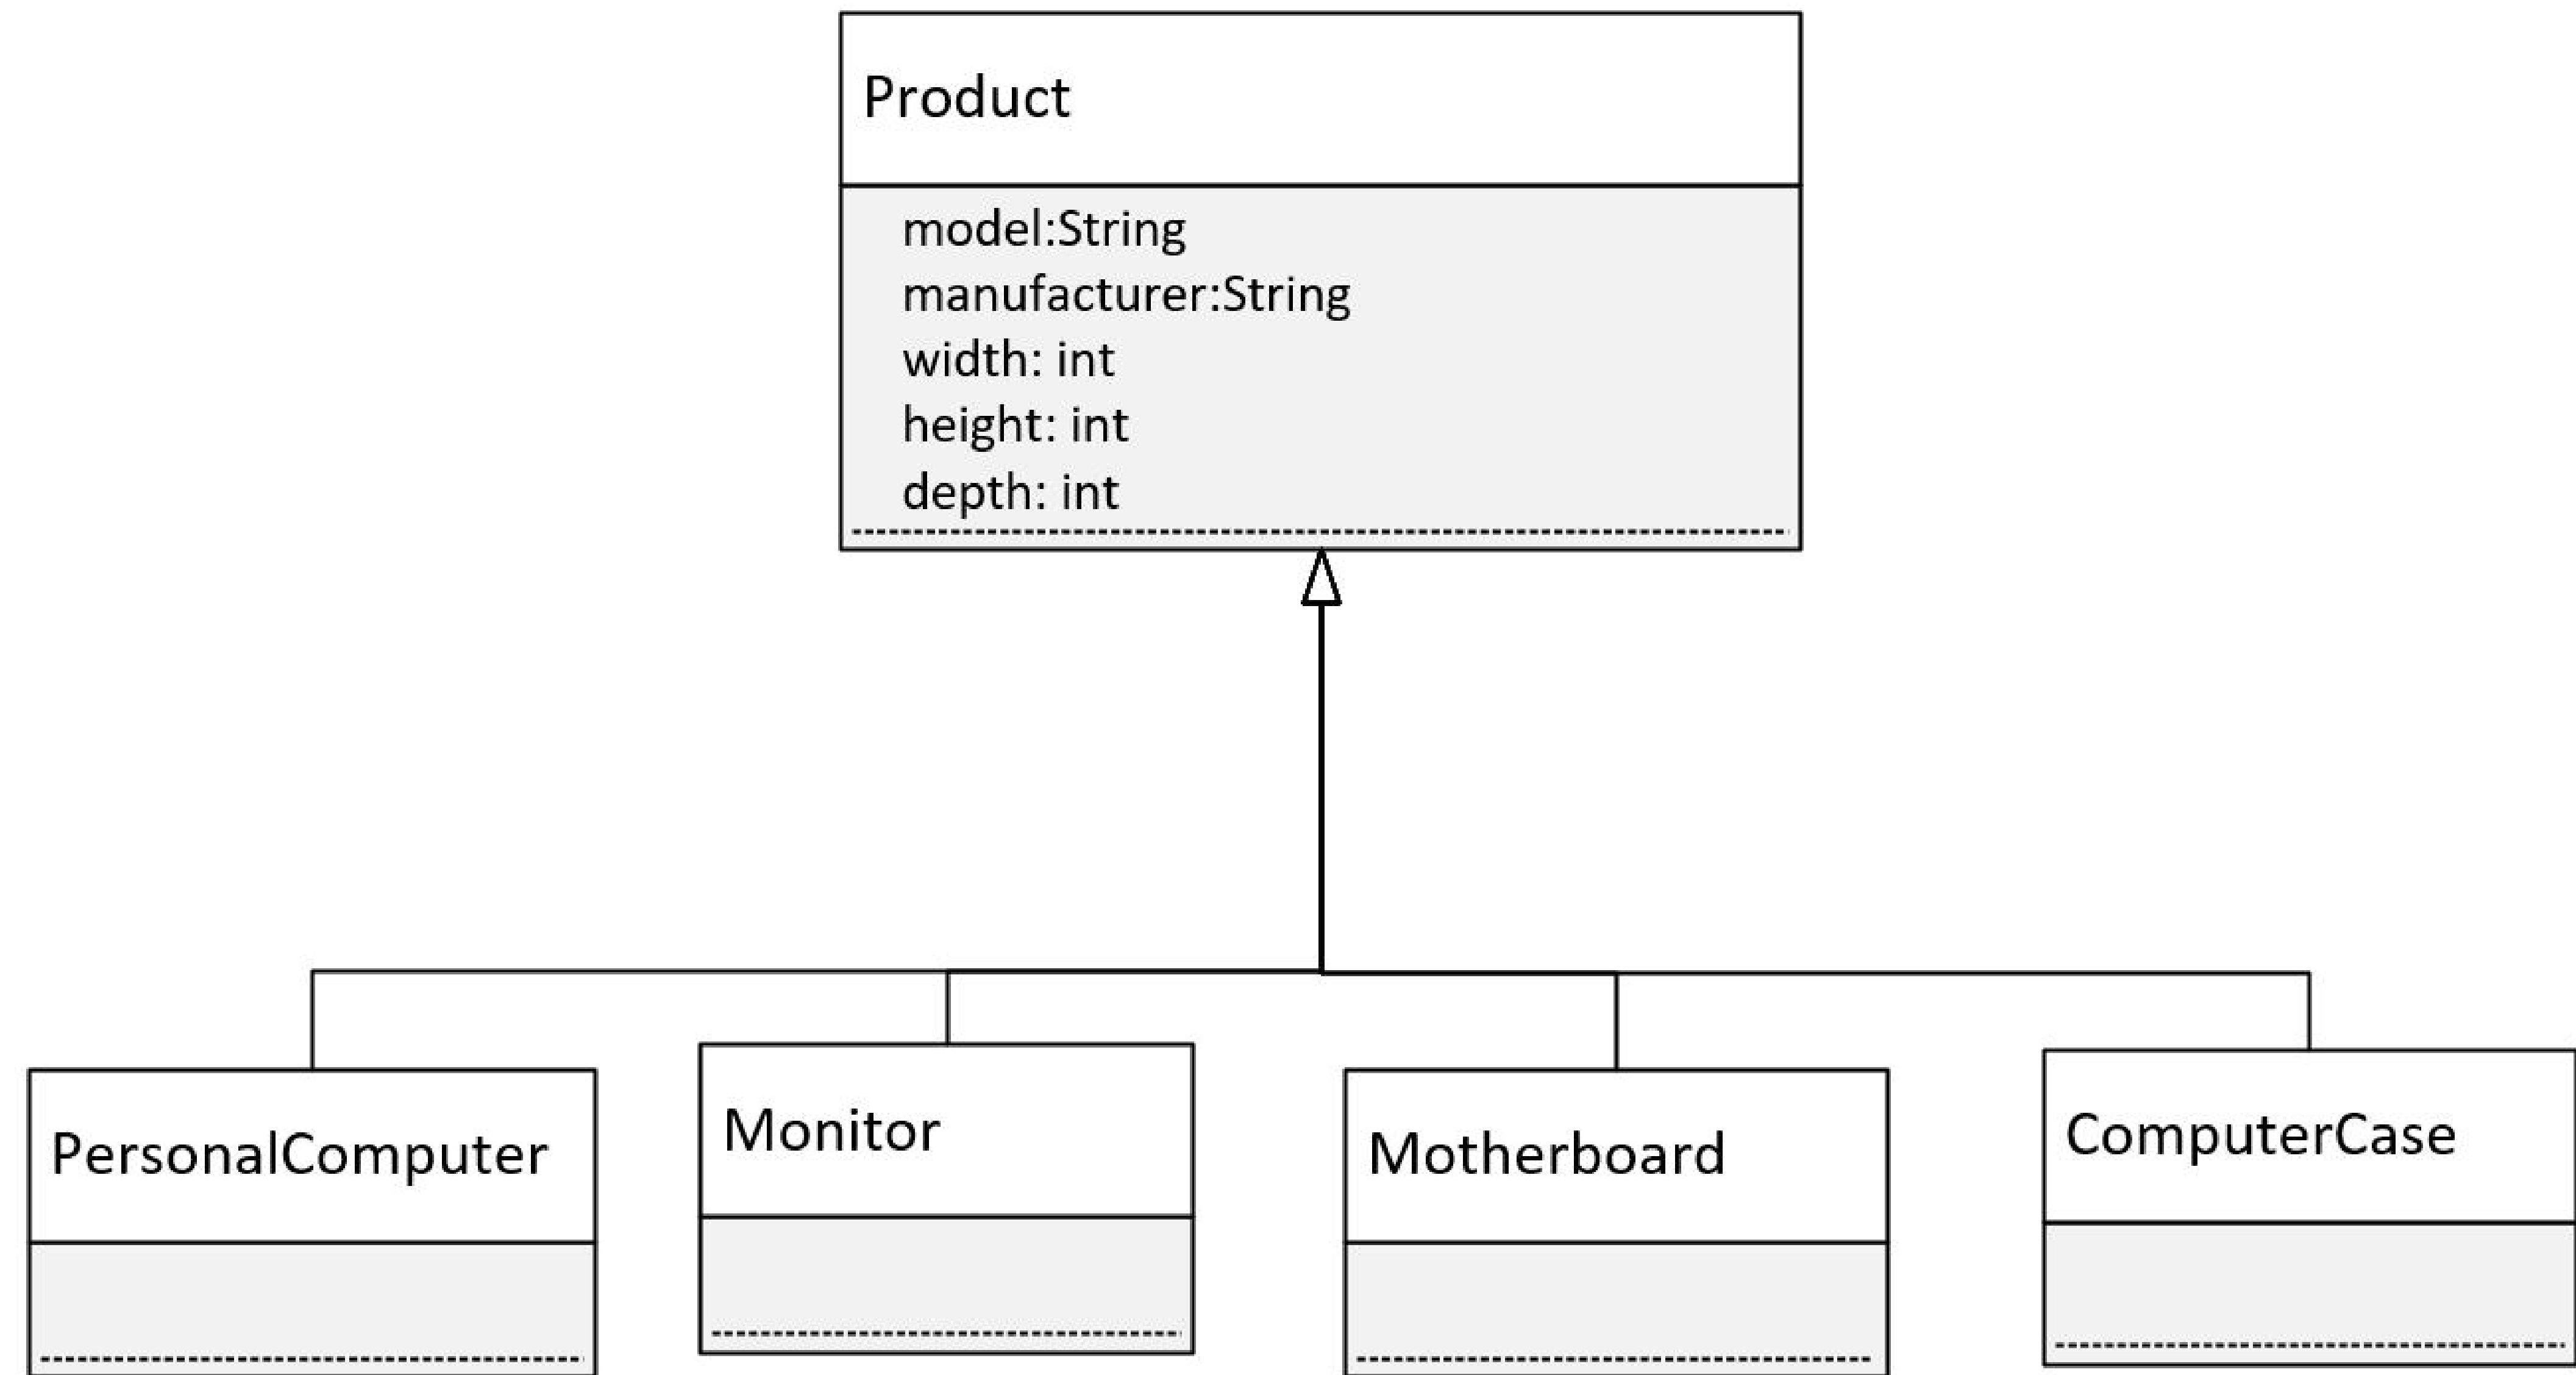 Product
model:String
manufacturer:String
width: int
height: int
depth: int
PersonalComputer
Monitor
Motherboard
ComputerCase